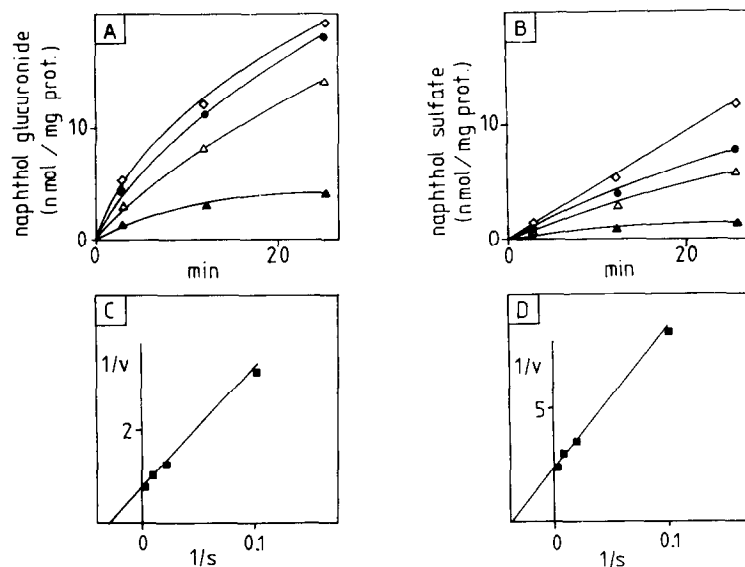 A
naphthol glucuronide
(nmol/mg prot.)
10
0
0
20
min
B
naphthol sulfate
(nmol/mg prot.)
10
0
0
20
min
C
1/v
2
0
0.1
1/s
D
1/v
5
0
0.1
1/s